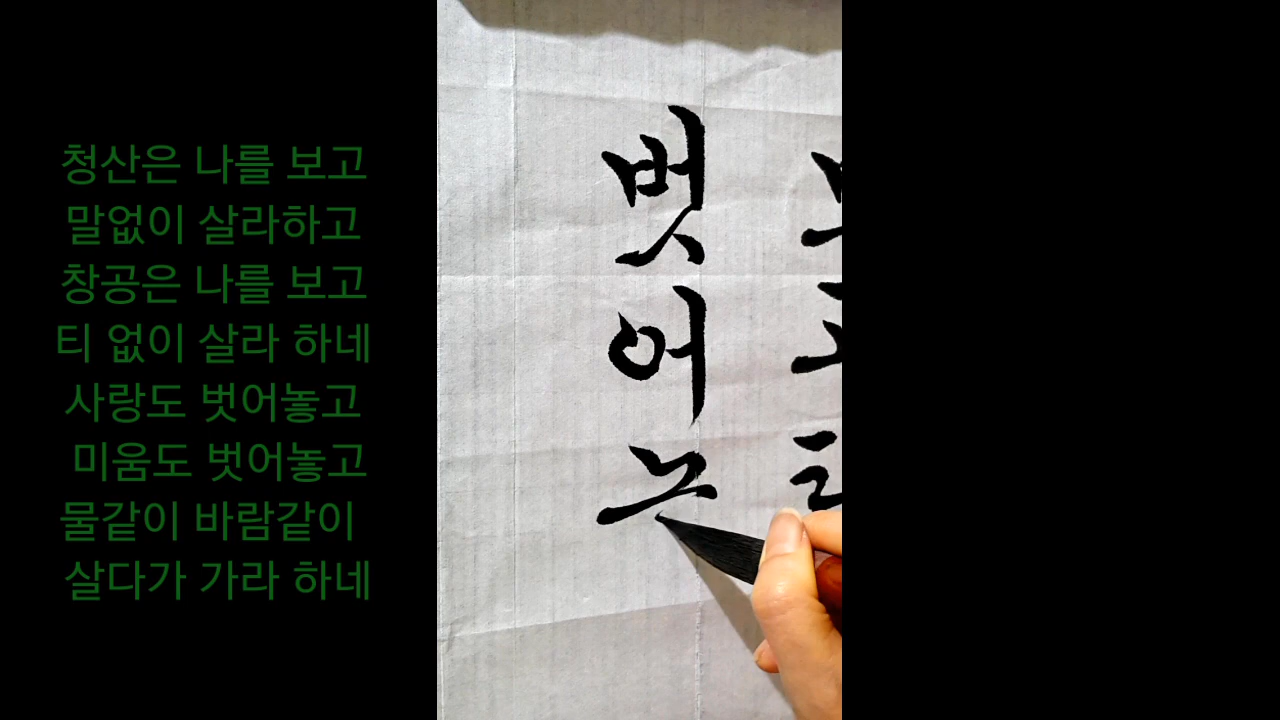 청산은 나를 보고
말없이 살라하고
창공은 나를 보고
티 없이 살라 하네
사랑도 벗어놓고
미움도 벗어놓고
물같이 바람같이
살다가 가라 하네
벗어노